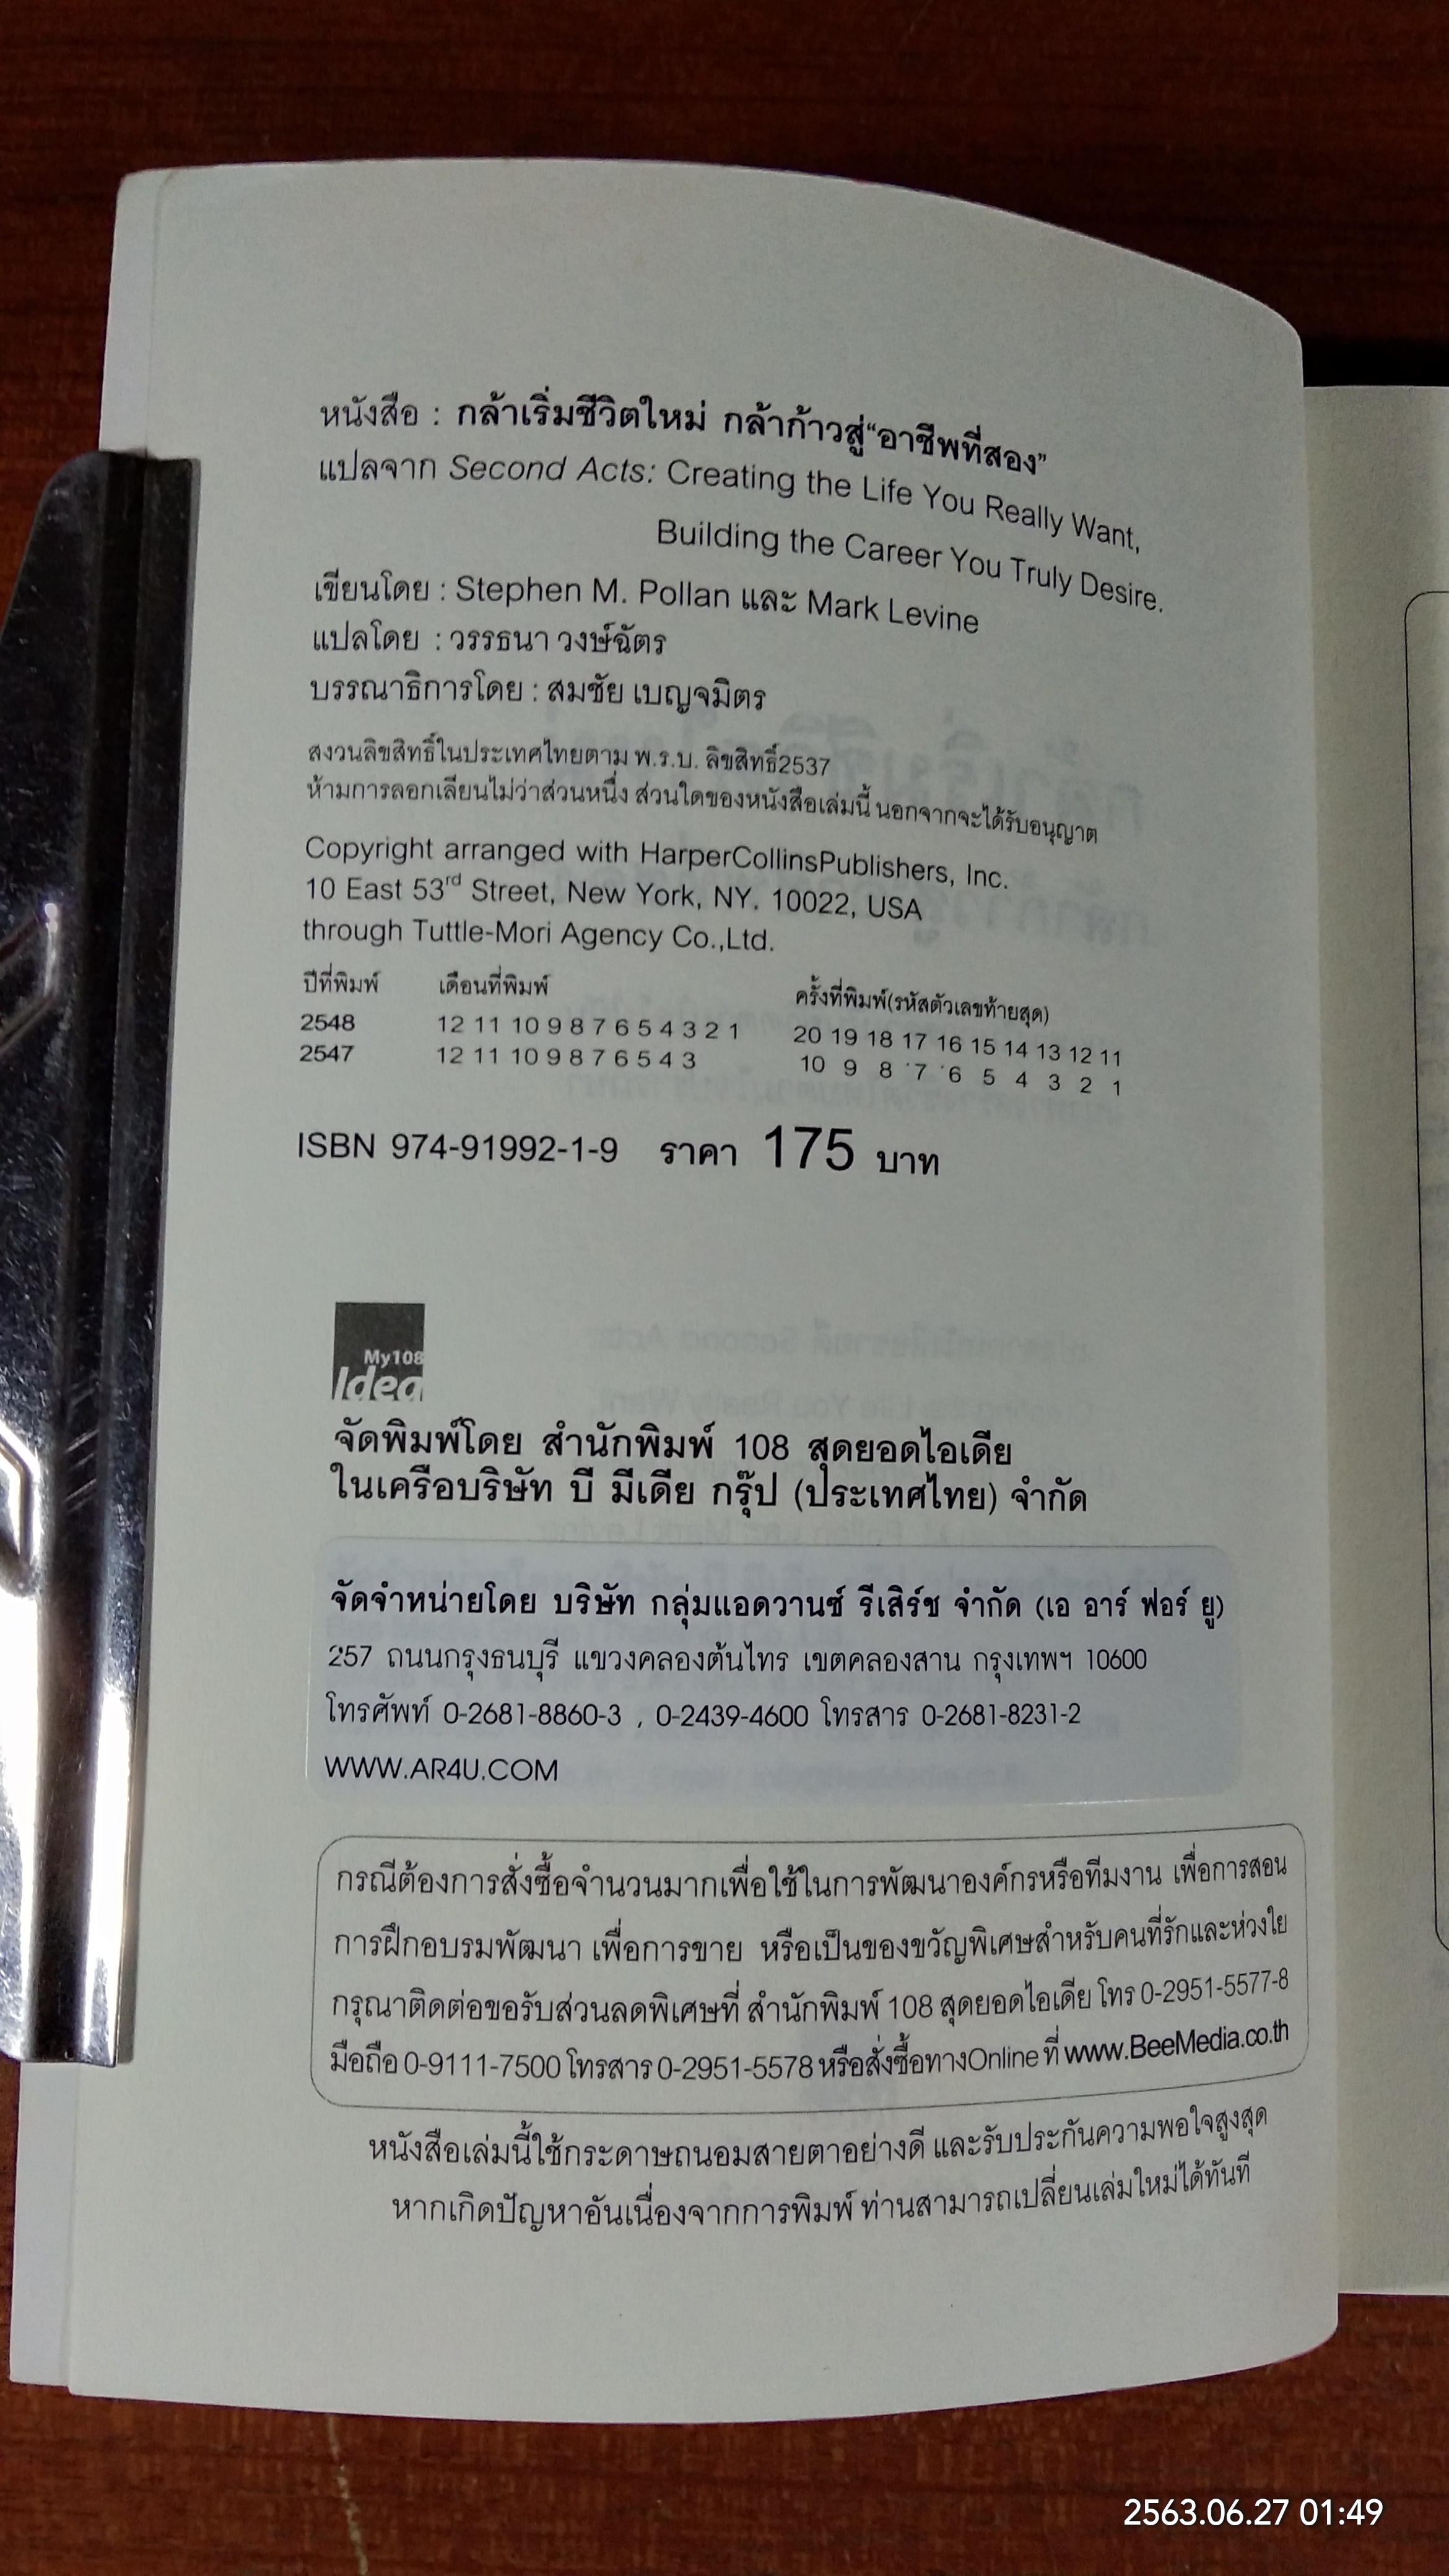 หนังสือ : กล้าเริ่มชีวิตใหม่ กล้าก้าวสู่“อาชีพที่สอง”
แปลจาก Second Acts: Creating the Life You Really Want,
Building the Career You Truly Desire.
เขียนโดย : Stephen M. Pollan และ Mark Levine
แปลโดย : วรรธนา วงษ์ฉัตร
บรรณาธิการโดย : สมชัย เบญจมิตร
สงวนลิขสิทธิ์ในประเทศไทยตาม พ.ร.บ. ลิขสิทธิ์2537
ห้ามการลอกเลียนไม่ว่าส่วนหนึ่ง ส่วนใดของหนังสือเล่มนี้ นอกจากจะได้รับอนุญาต
Copyright arranged with HarperCollinsPublishers, Inc.
10 East 53rd Street, New York, NY. 10022, USA
through Tuttle-Mori Agency Co.,Ltd.
ปีที่พิมพ์ เดือนที่พิมพ์ ครั้งที่พิมพ์(รหัสตัวเลขท้ายสุด)
2548 12 11 10 9 8 7 6 5 4 3 2 1 20 19 18 17 16 15 14 13 12 11
2547 12 11 10 9 8 7 6 5 4 3 10 9 8 7 6 5 4 3 2 1
ISBN 974-91992-1-9 ราคา 175 บาท
My108
Idea
จัดพิมพ์โดย สำนักพิมพ์ 108 สุดยอดไอเดีย
ในเครือบริษัท บี มีเดีย กรุ๊ป (ประเทศไทย) จำกัด
จัดจำหน่ายโดย บริษัท กลุ่มแอดวานซ์ รีเสิร์ช จำกัด (เอ อาร์ ฟอร์ ยู)
257 ถนนกรุงธนบุรี แขวงคลองต้นไทร เขตคลองสาน กรุงเทพฯ 10600
โทรศัพท์ 0-2681-8860-3 , 0-2439-4600 โทรสาร 0-2681-8231-2
WWW.AR4U.COM
กรณีต้องการสั่งซื้อจำนวนมากเพื่อใช้ในการพัฒนาองค์กรหรือทีมงาน เพื่อการสอน
การฝึกอบรมพัฒนา เพื่อการขาย หรือเป็นของขวัญพิเศษสำหรับคนที่รักและห่วงใย
กรุณาติดต่อขอรับส่วนลดพิเศษที่ สำนักพิมพ์ 108 สุดยอดไอเดีย โทร 0-2951-5577-8
มือถือ 0-9111-7500 โทรสาร 0-2951-5578 หรือสั่งซื้อทางOnline ที่ www.BeeMedia.co.th
หนังสือเล่มนี้ใช้กระดาษถนอมสายตาอย่างดี และรับประกันความพอใจสูงสุด
หากเกิดปัญหาอันเนื่องจากการพิมพ์ ท่านสามารถเปลี่ยนเล่มใหม่ได้ทันที
2563.06.27 01:49